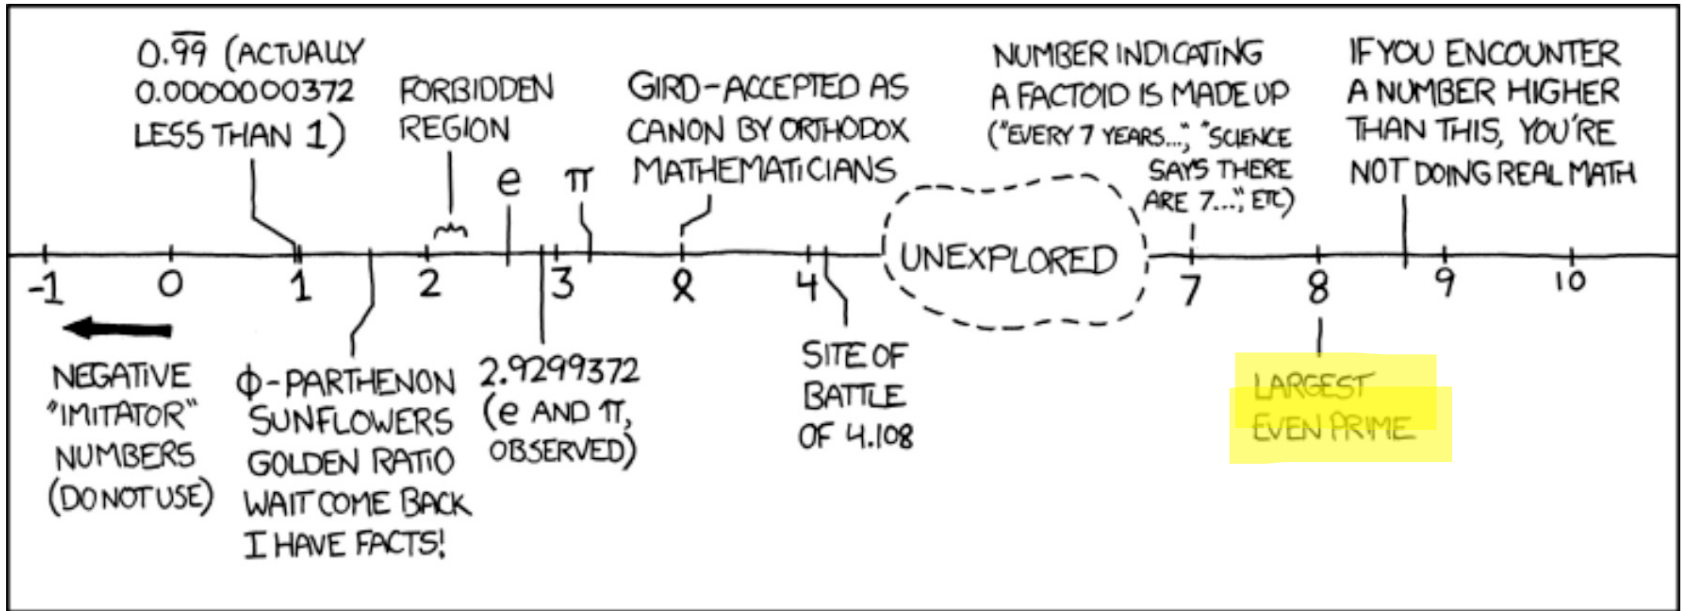 0.9̅9̅ (ACTUALLY
0.0000000372
LESS THAN 1)
FORBIDDEN
REGION
e
π
GIRD-ACCEPTED AS
CANON BY ORTHODOX
MATHEMATICIANS
UNEXPLORED
NUMBER INDICATING
A FACTOID IS MADE UP
("EVERY 7 YEARS...", "SCIENCE
SAYS THERE
ARE 7...", ETC)
IF YOU ENCOUNTER
A NUMBER HIGHER
THAN THIS, YOU'RE
NOT DOING REAL MATH
-1 0 1 2 3 4 7 8 9 10
NEGATIVE
"IMITATOR"
NUMBERS
(DO NOT USE)
Φ-PARTHENON
SUNFLOWERS
GOLDEN RATIO
WAIT COME BACK
I HAVE FACTS!
2.9299372
(e AND π,
OBSERVED)
SITE OF
BATTLE
OF 4.108
LARGEST
EVEN PRIME